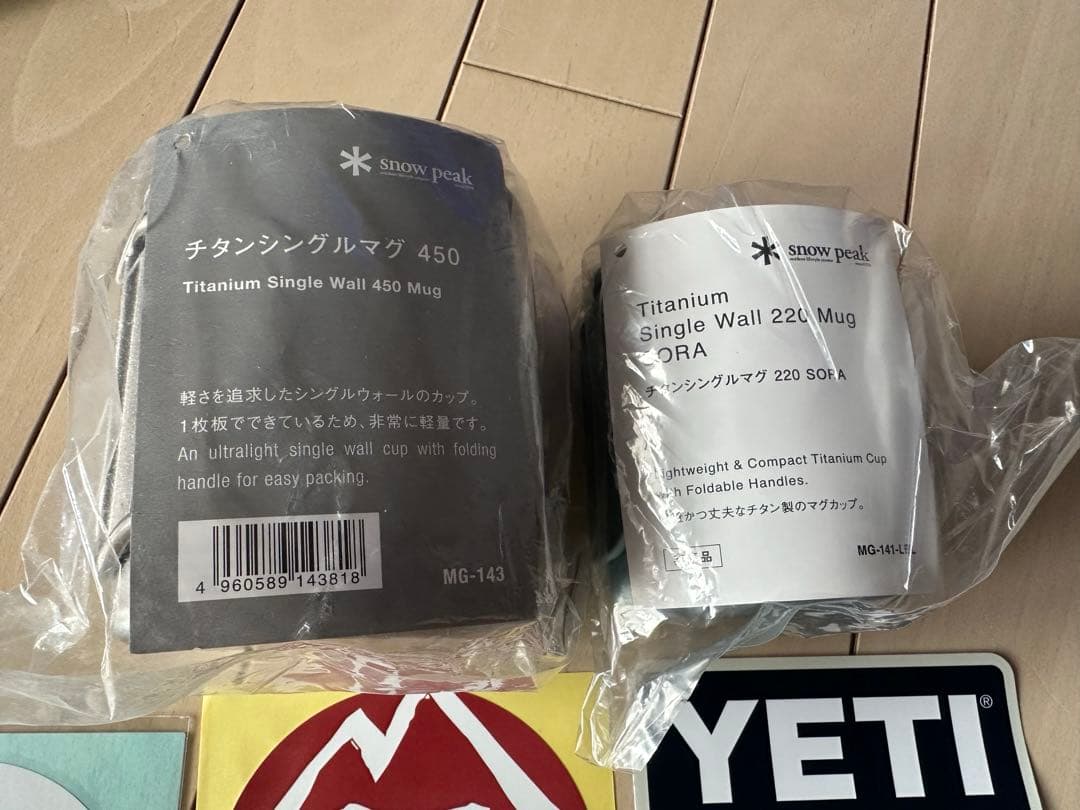 snow peak
チタンシングルマグ 450
Titanium Single Wall 450 Mug
軽さを追求したシングルウォールのカップ。
1枚板でできているため、非常に軽量です。
An ultralight single wall cup with folding
handle for easy packing.
4 960589 143818
MG-143
snow peak
Titanium
Single Wall 220 Mug
SORA
チタンシングルマグ 220 SORA
Lightweight & Compact Titanium Cup
with Foldable Handles.
かつ丈夫なチタン製のマグカップ。
YETI®